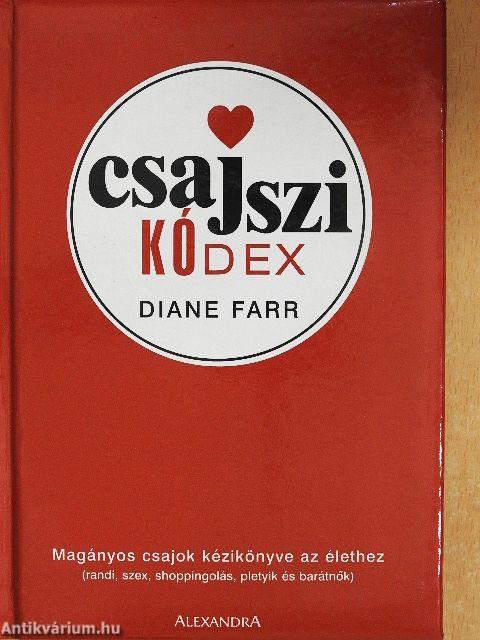 csajszi
KÓDEX
DIANE FARR
Magányos csajok kézikönyve az élethez
(randi, szex, shoppingolás, pletyik és barátnők)
ALEXANDRA
Antikvárium.hu